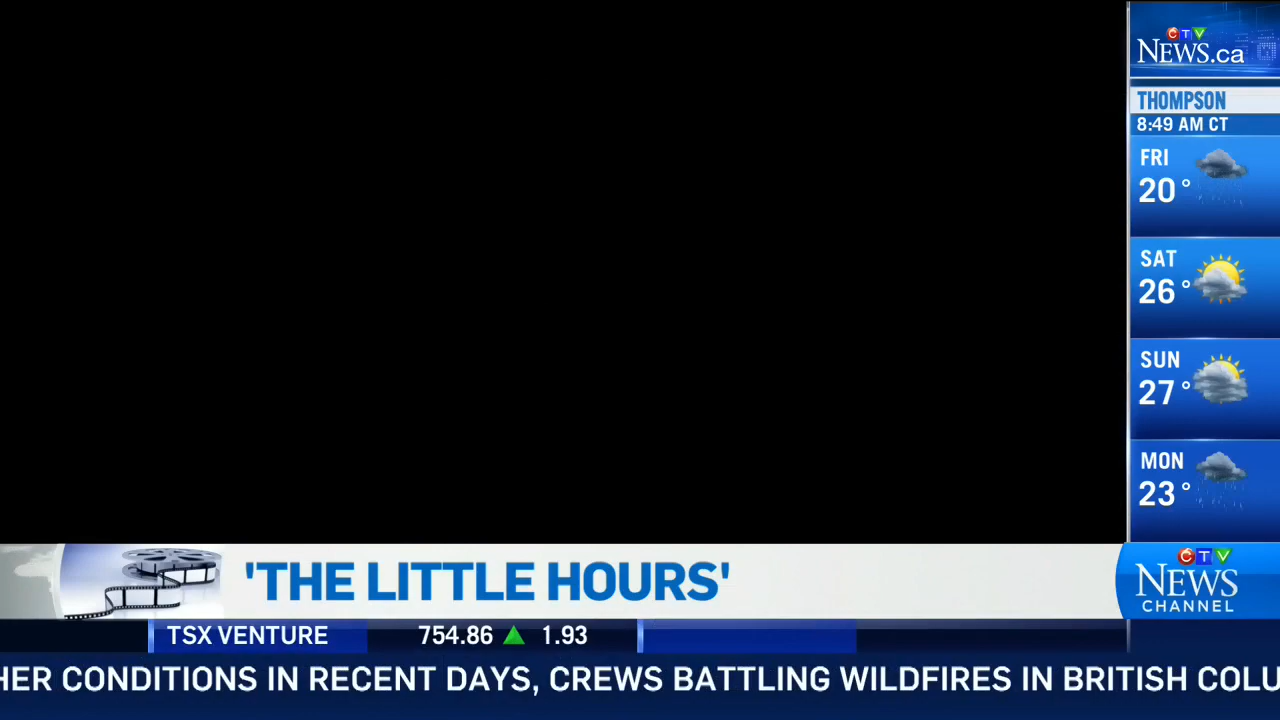 CTV
NEWS.ca
THOMPSON
8:49 AM CT
FRI
20°
SAT
26°
SUN
27°
MON
23°
'THE LITTLE HOURS'
CTV
NEWS
CHANNEL
TSX VENTURE 754.86 1.93
HER CONDITIONS IN RECENT DAYS, CREWS BATTLING WILDFIRES IN BRITISH COLU